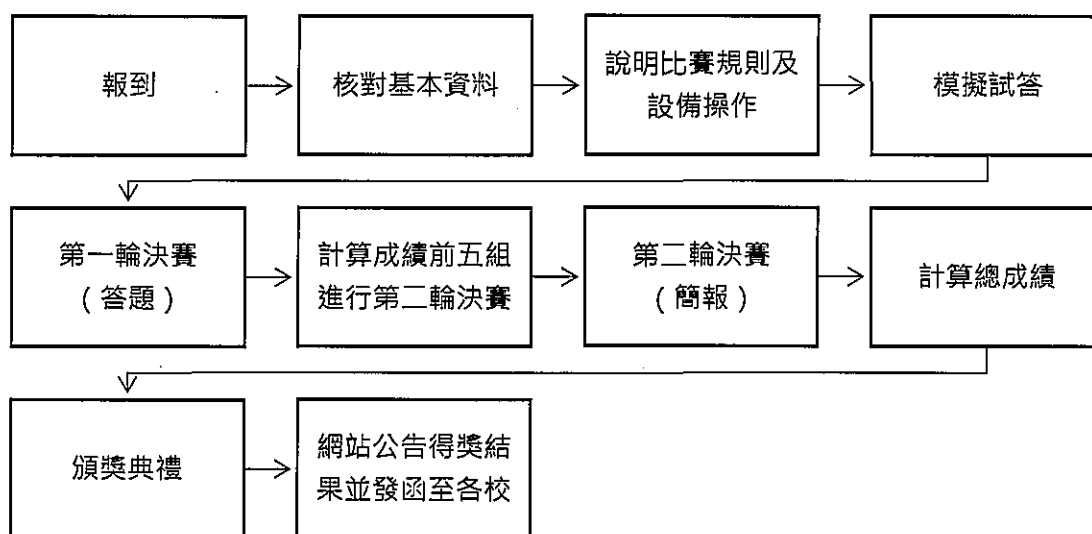 報到
核對基本資料
說明比賽規則及
設備操作
模擬試答
第一輪決賽
（答題）
計算成績前五組
進行第二輪決賽
第二輪決賽
（簡報）
計算總成績
頒獎典禮
網站公告得獎結
果並發函至各校